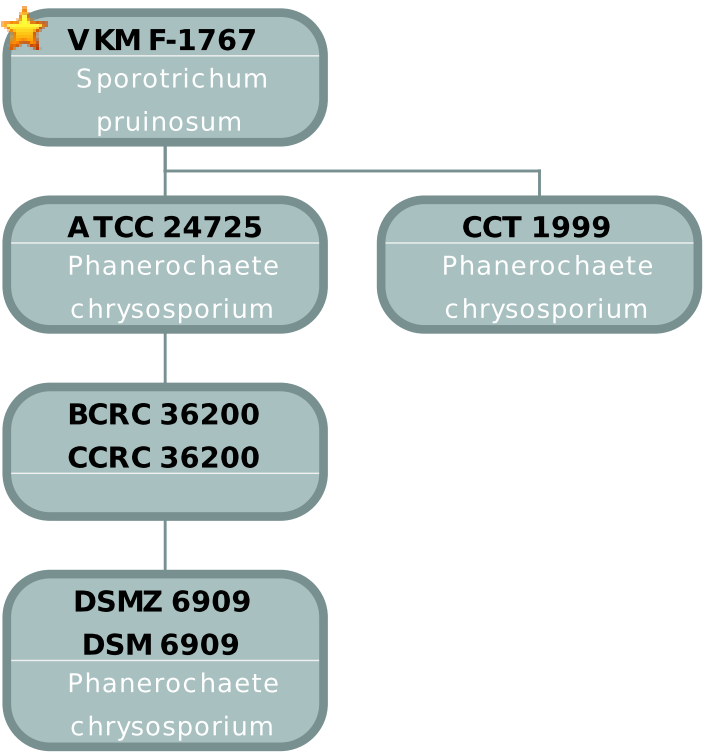 VKM F-1767
Sporotrichum
pruinosum
ATCC 24725
Phanerochaete
chrysosporium
CCT 1999
Phanerochaete
chrysosporium
BCRC 36200
CCRC 36200
DSMZ 6909
DSM 6909
Phanerochaete
chrysosporium